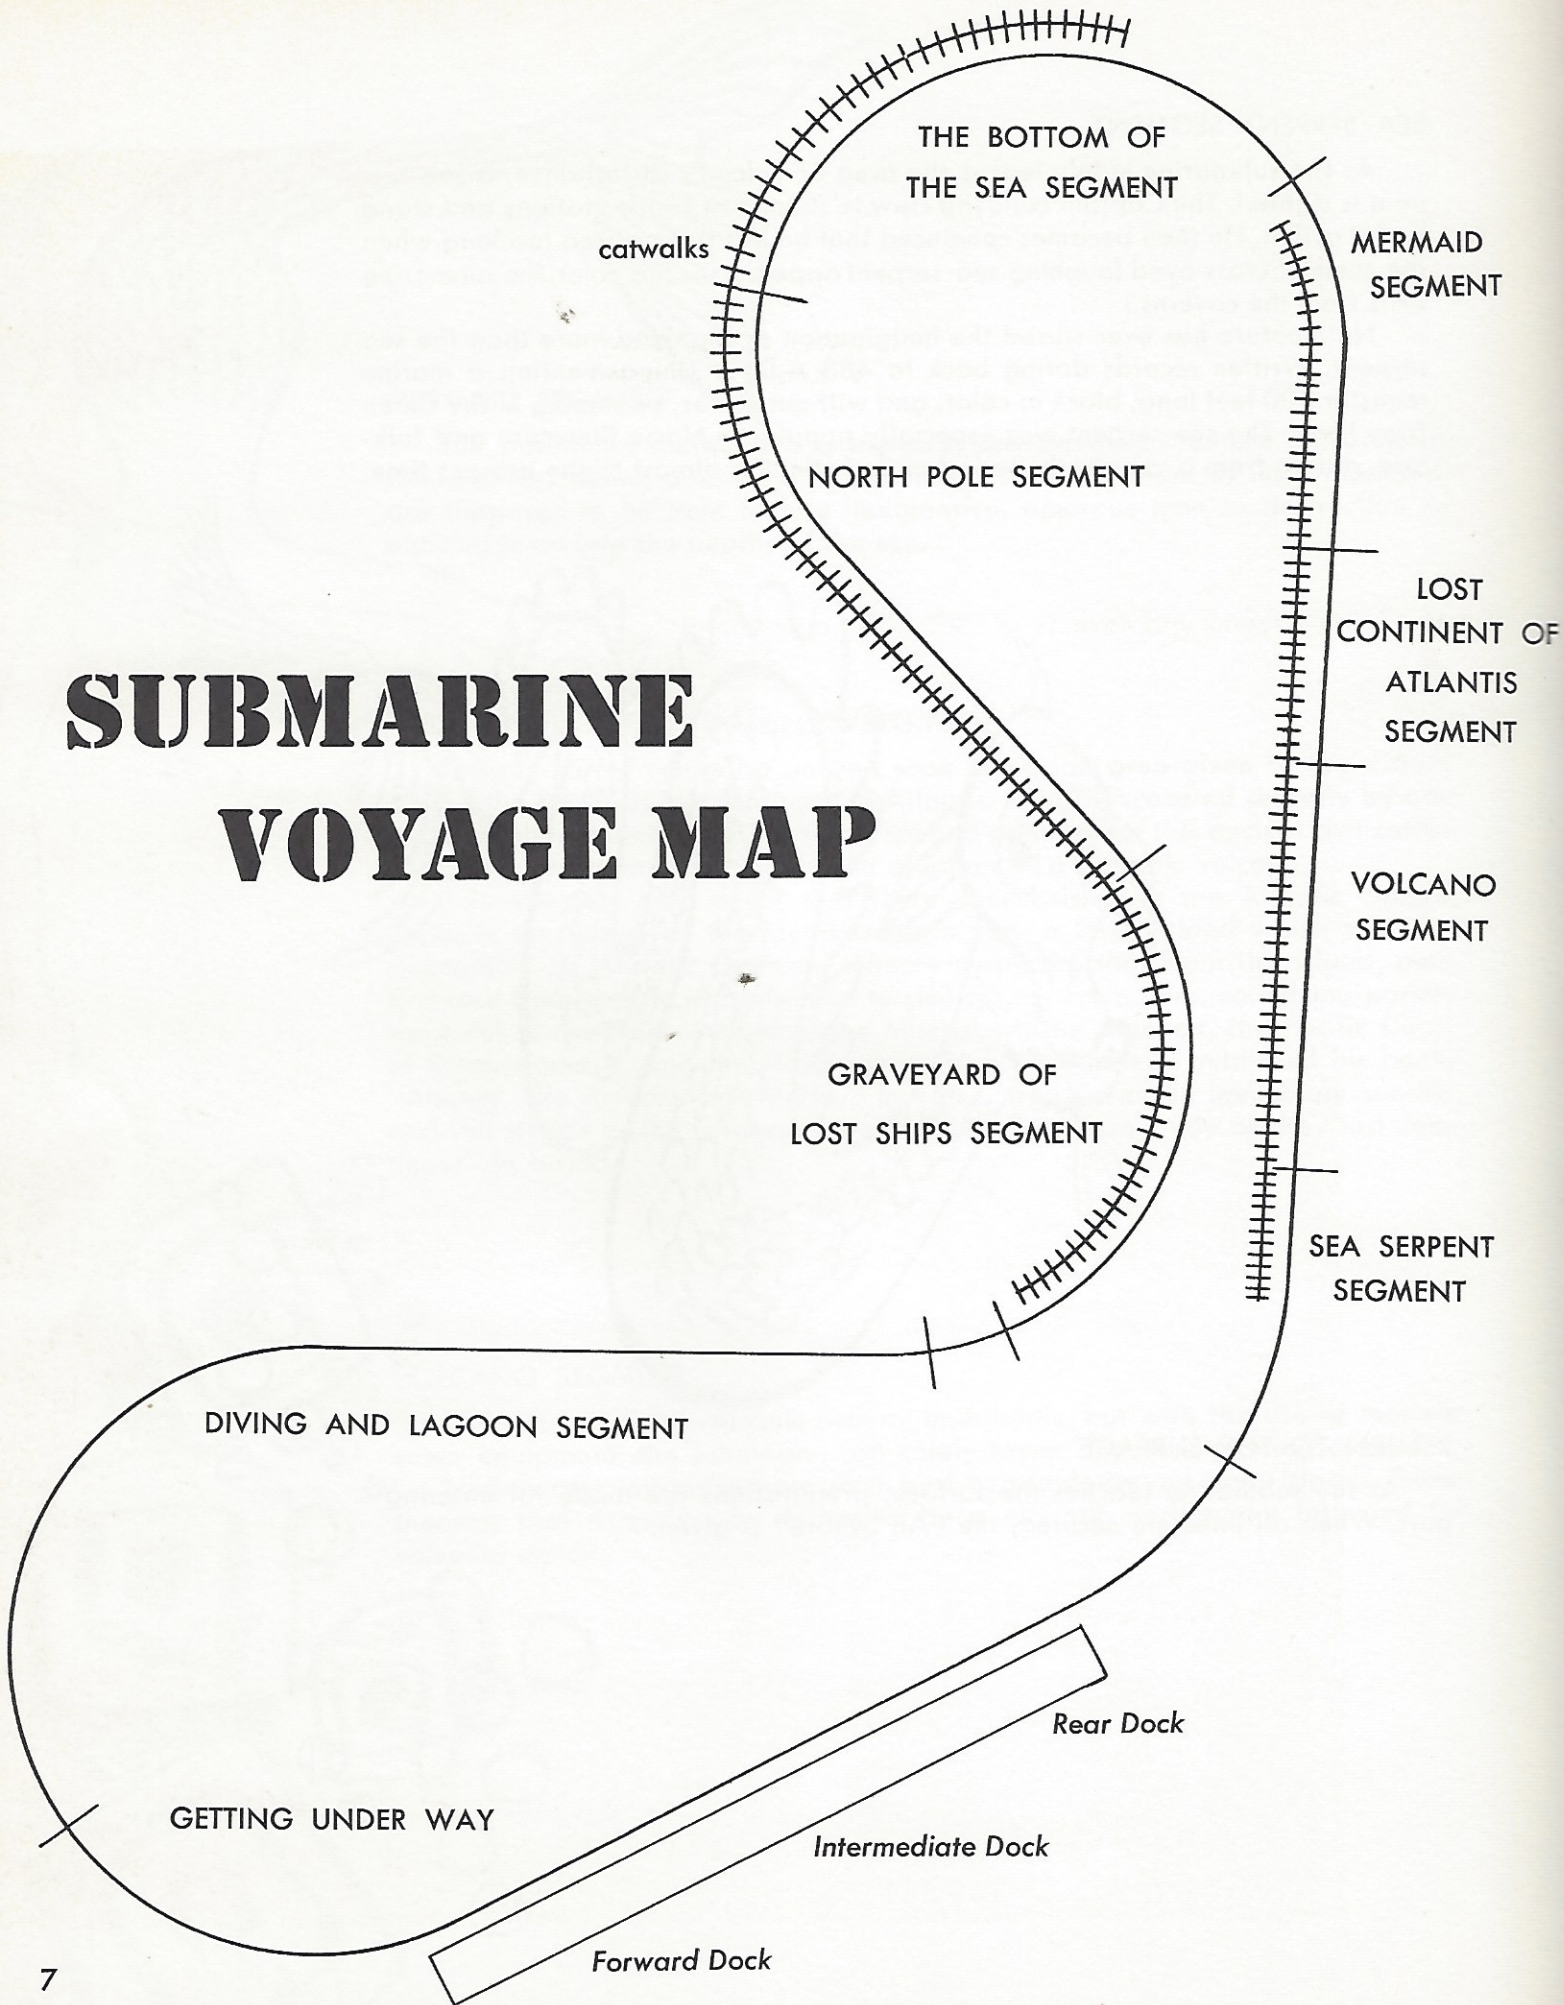 THE BOTTOM OF
THE SEA SEGMENT
catwalks
MERMAID
SEGMENT
NORTH POLE SEGMENT
LOST
CONTINENT OF
ATLANTIS
SEGMENT
SUBMARINE
VOYAGE MAP
VOLCANO
SEGMENT
GRAVEYARD OF
LOST SHIPS SEGMENT
SEA SERPENT
SEGMENT
DIVING AND LAGOON SEGMENT
Rear Dock
GETTING UNDER WAY
Intermediate Dock
Forward Dock
7